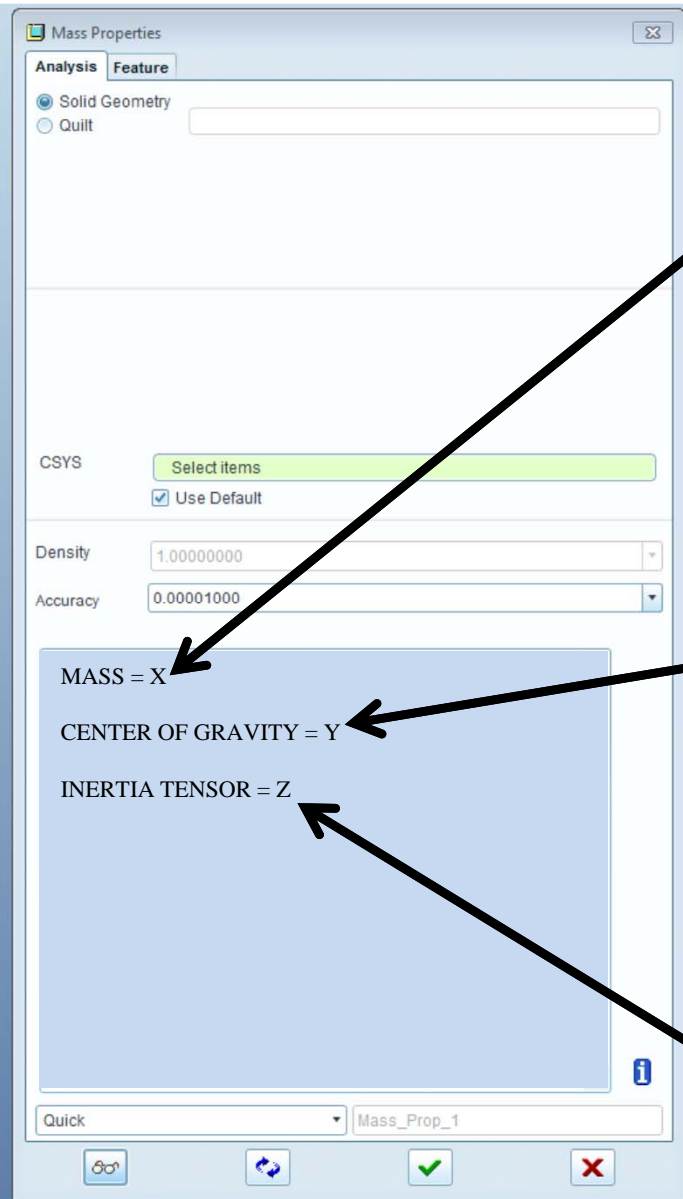 Mass Properties
Analysis Feature
Solid Geometry
Quilt
CSYS
Select items
Use Default
Density 1.00000000
Accuracy 0.00001000
MASS = X
CENTER OF GRAVITY = Y
INERTIA TENSOR = Z
Quick Mass_Prop_1